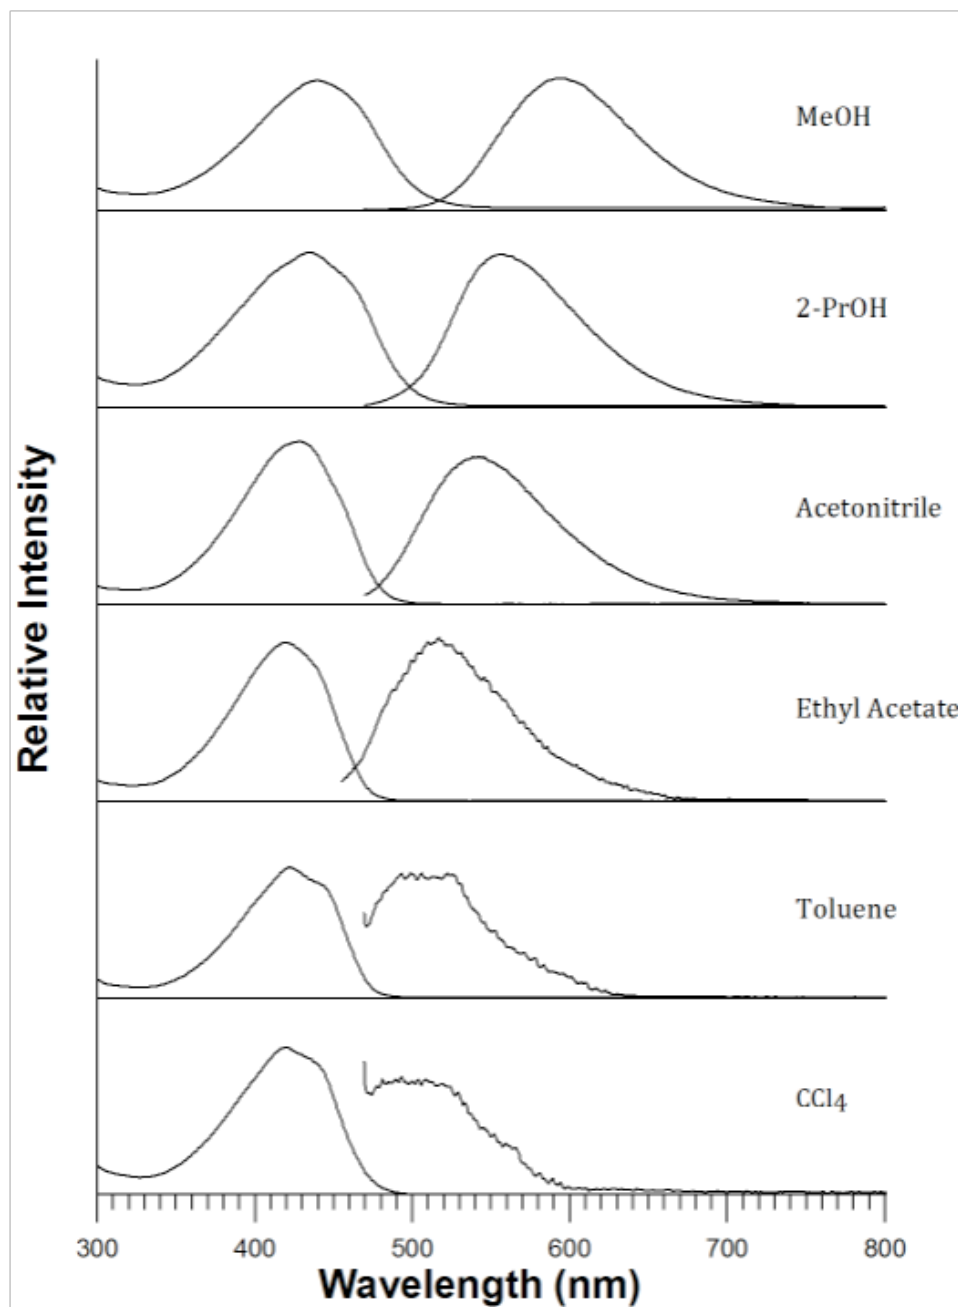 MeOH
2-PrOH
Acetonitrile
Ethyl Acetate
Toluene
CCl4
Relative Intensity
300 400 500 600 700 800
Wavelength (nm)